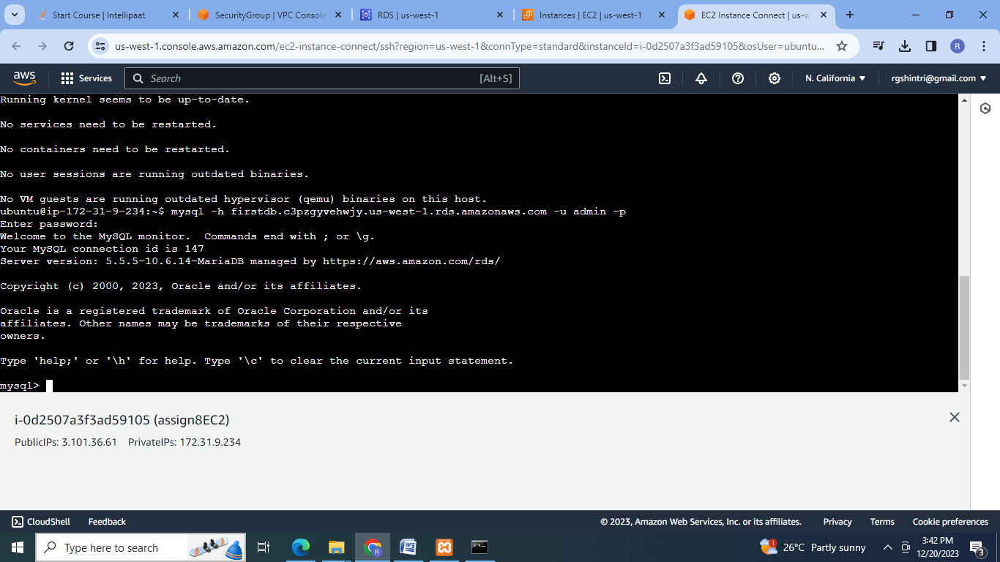 Start Course | Intellipaat
SecurityGroup | VPC Console
RDS | us-west-1
Instances | EC2 | us-west-1
EC2 Instance Connect | us-w
us-west-1.console.aws.amazon.com/ec2-instance-connect/ssh?region=us-west-1&connType=standard&instanceId=i-0d2507a3f3ad59105&osUser=ubuntu...
R
aws
Services
Search
[Alt+S]
N. California
rgshintri@gmail.com
Running kernel seems to be up-to-date.
No services need to be restarted.
No containers need to be restarted.
No user sessions are running outdated binaries.
No VM guests are running outdated hypervisor (qemu) binaries on this host.
ubuntu@ip-172-31-9-234:~$ mysql -h firstdb.c3pzgyvehwjy.us-west-1.rds.amazonaws.com -u admin -p
Enter password:
Welcome to the MySQL monitor.  Commands end with ; or \g.
Your MySQL connection id is 147
Server version: 5.5.5-10.6.14-MariaDB managed by https://aws.amazon.com/rds/
Copyright (c) 2000, 2023, Oracle and/or its affiliates.
Oracle is a registered trademark of Oracle Corporation and/or its
affiliates. Other names may be trademarks of their respective
owners.
Type 'help;' or '\h' for help. Type '\c' to clear the current input statement.
mysql>
i-0d2507a3f3ad59105 (assign8EC2)
PublicIPs: 3.101.36.61 PrivateIPs: 172.31.9.234
CloudShell
Feedback
© 2023, Amazon Web Services, Inc. or its affiliates.
Privacy
Terms
Cookie preferences
Type here to search
1
26°C Partly sunny
3:42 PM
12/20/2023
3